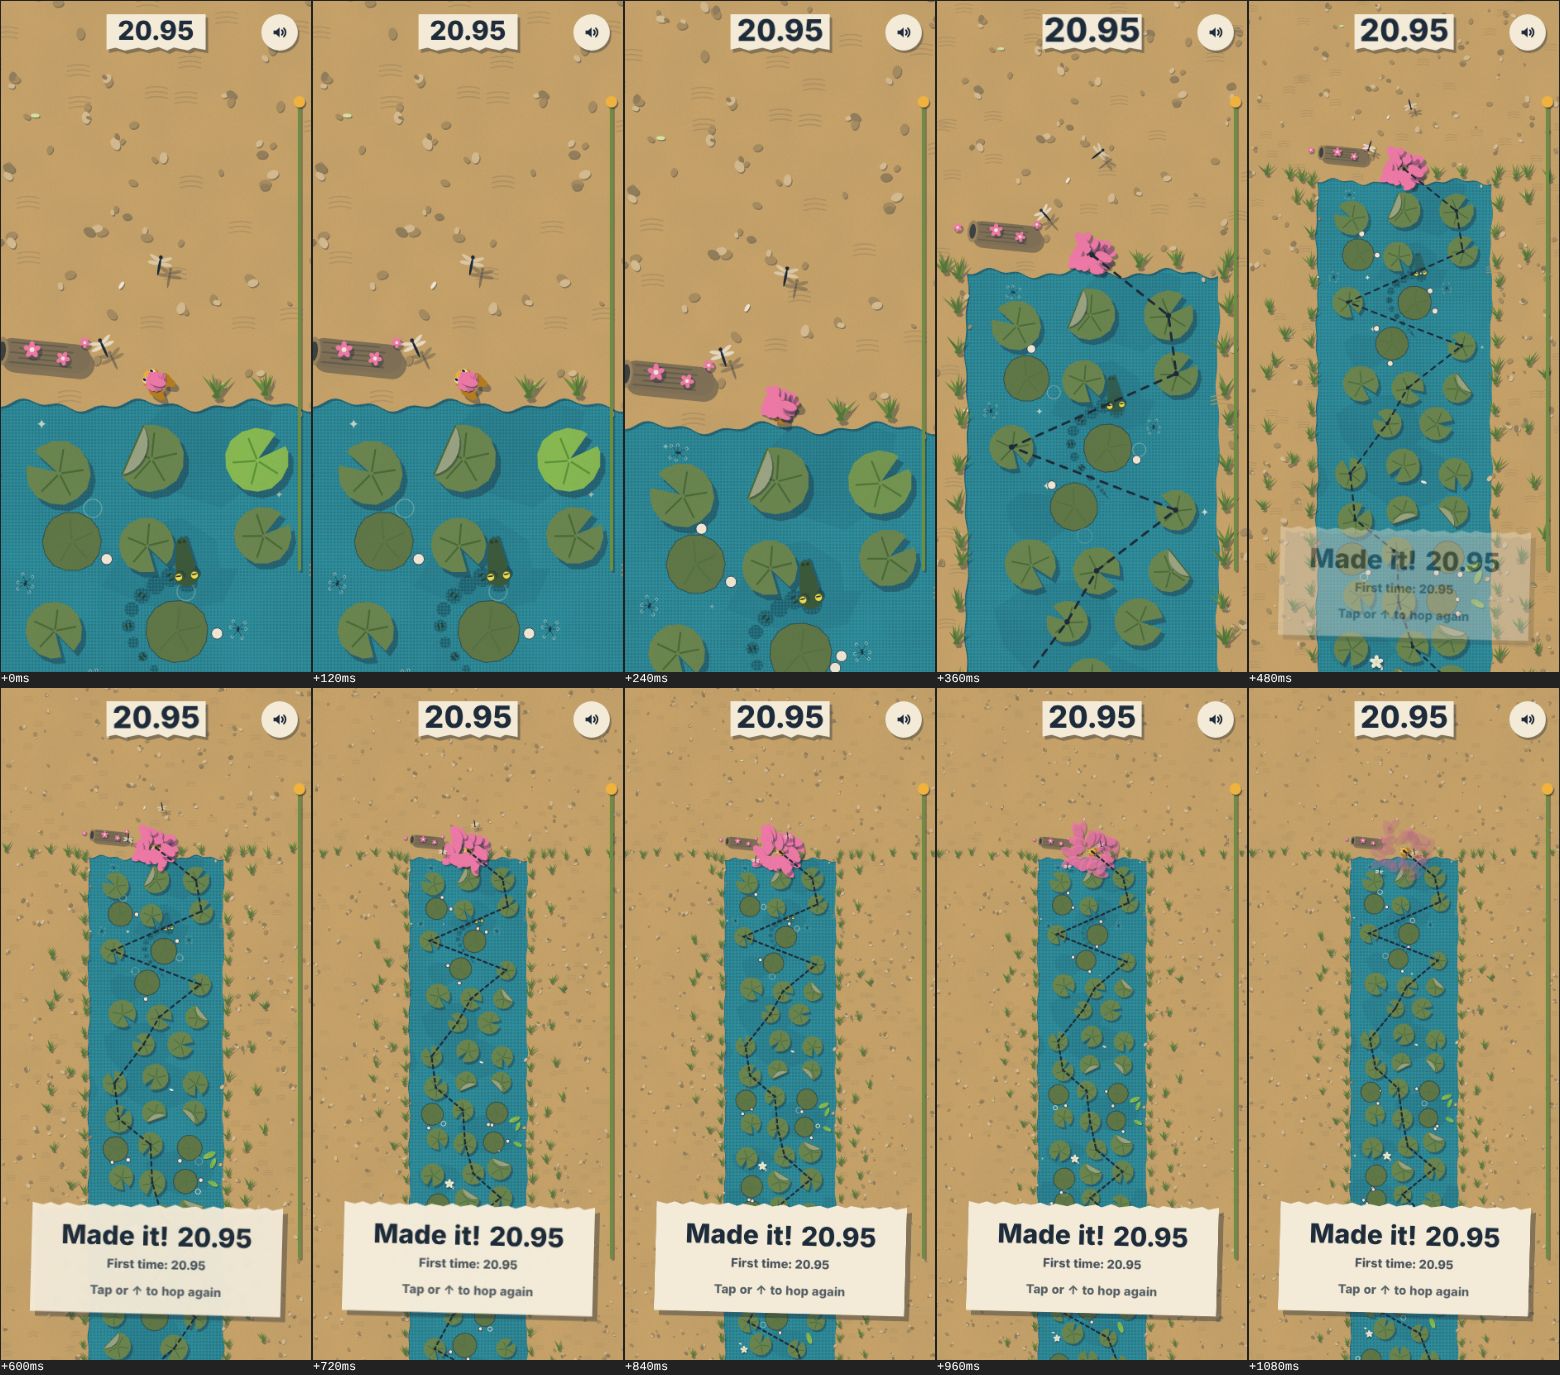 20.95
20.95
20.95
20.95
20.95
Made it! 20.95
First time: 20.95
Tap or ↑ to hop again
+0ms
+120ms
+240ms
+360ms
+480ms
20.95
20.95
20.95
20.95
20.95
Made it! 20.95
First time: 20.95
Tap or ↑ to hop again
Made it! 20.95
First time: 20.95
Tap or ↑ to hop again
Made it! 20.95
First time: 20.95
Tap or ↑ to hop again
Made it! 20.95
First time: 20.95
Tap or ↑ to hop again
Made it! 20.95
First time: 20.95
Tap or ↑ to hop again
+600ms
+720ms
+840ms
+960ms
+1080ms